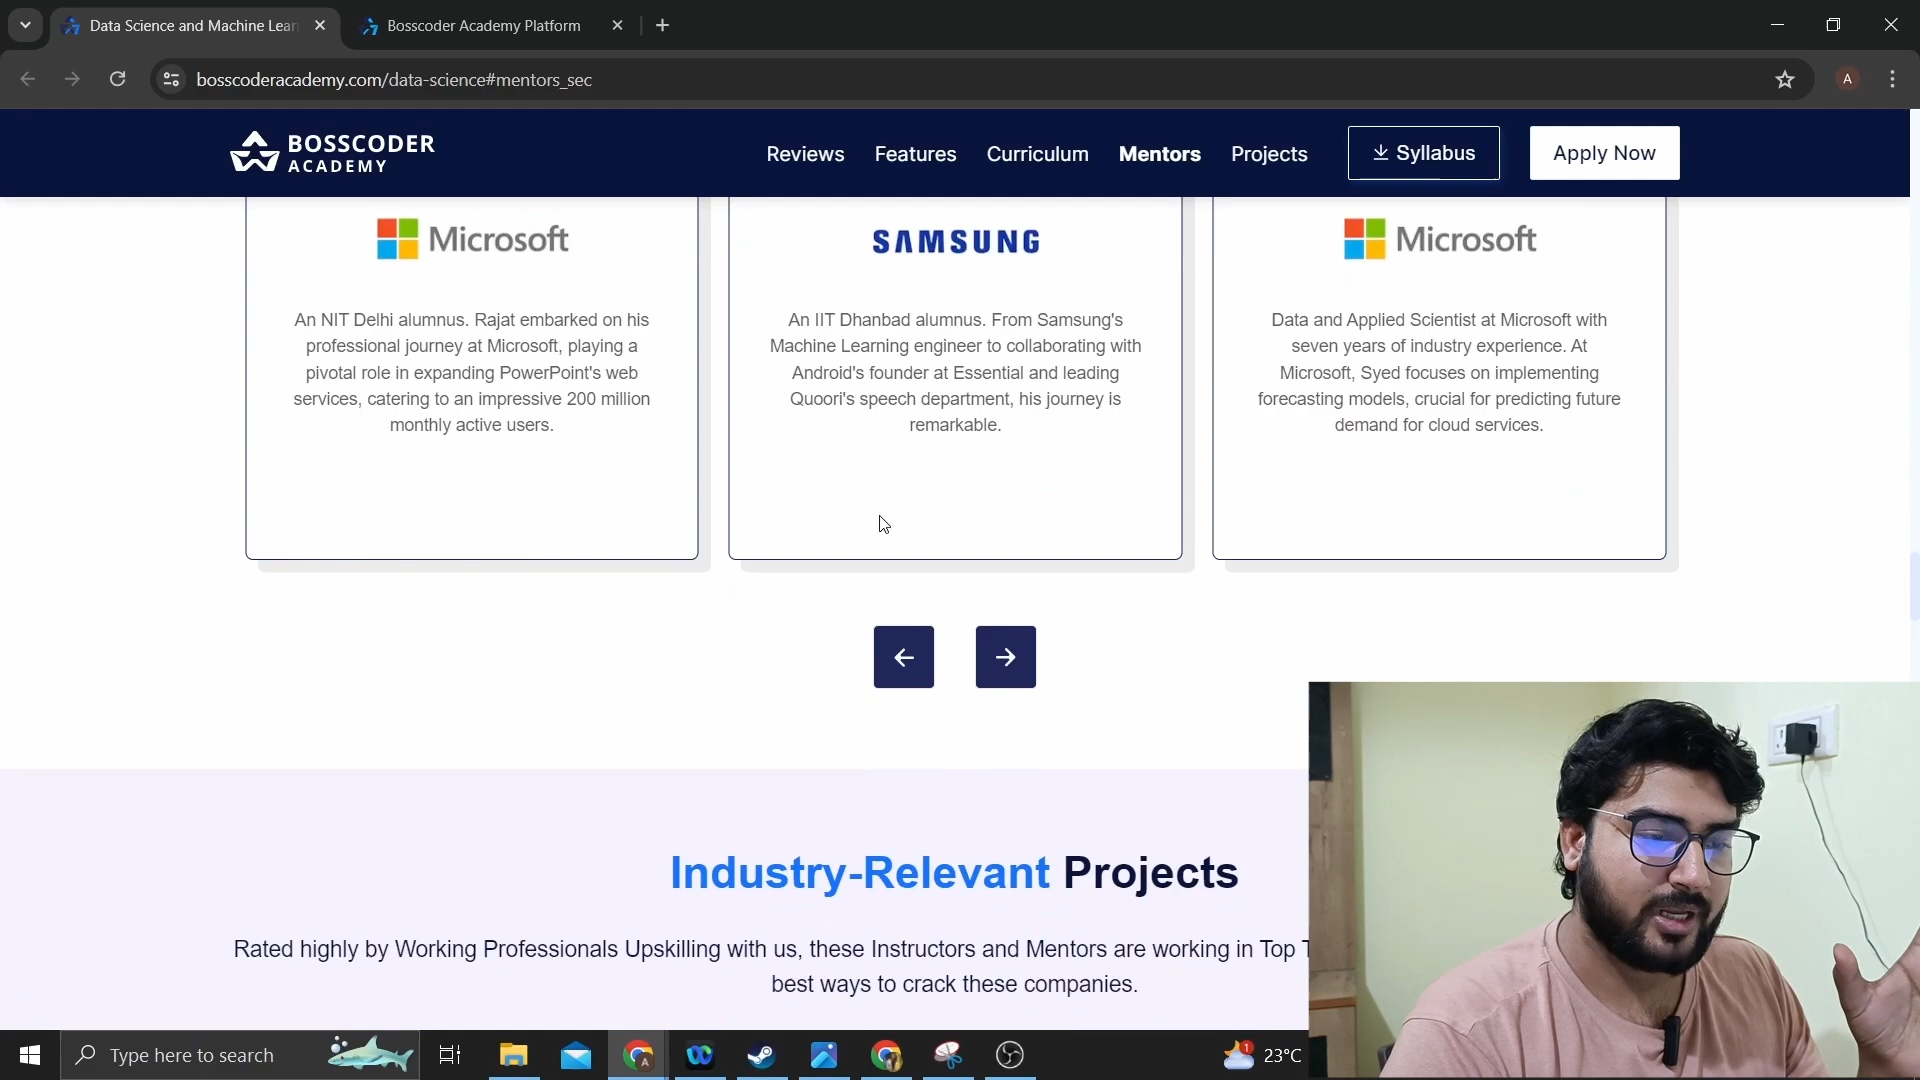 Data Science and Machine Lear
Bosscoder Academy Platform
bosscoderacademy.com/data-science#mentors_sec
A
BOSSCODER
ACADEMY
Reviews
Features
Curriculum
Mentors
Projects
Syllabus
Apply Now
Microsoft
An NIT Delhi alumnus. Rajat embarked on his
professional journey at Microsoft, playing a
pivotal role in expanding PowerPoint's web
services, catering to an impressive 200 million
monthly active users.
SAMSUNG
An IIT Dhanbad alumnus. From Samsung's
Machine Learning engineer to collaborating with
Android's founder at Essential and leading
Quoori's speech department, his journey is
remarkable.
Microsoft
Data and Applied Scientist at Microsoft with
seven years of industry experience. At
Microsoft, Syed focuses on implementing
forecasting models, crucial for predicting future
demand for cloud services.
Industry-Relevant Projects
Rated highly by Working Professionals Upskilling with us, these Instructors and Mentors are working in Top T
best ways to crack these companies.
Type here to search
A
1
23°C